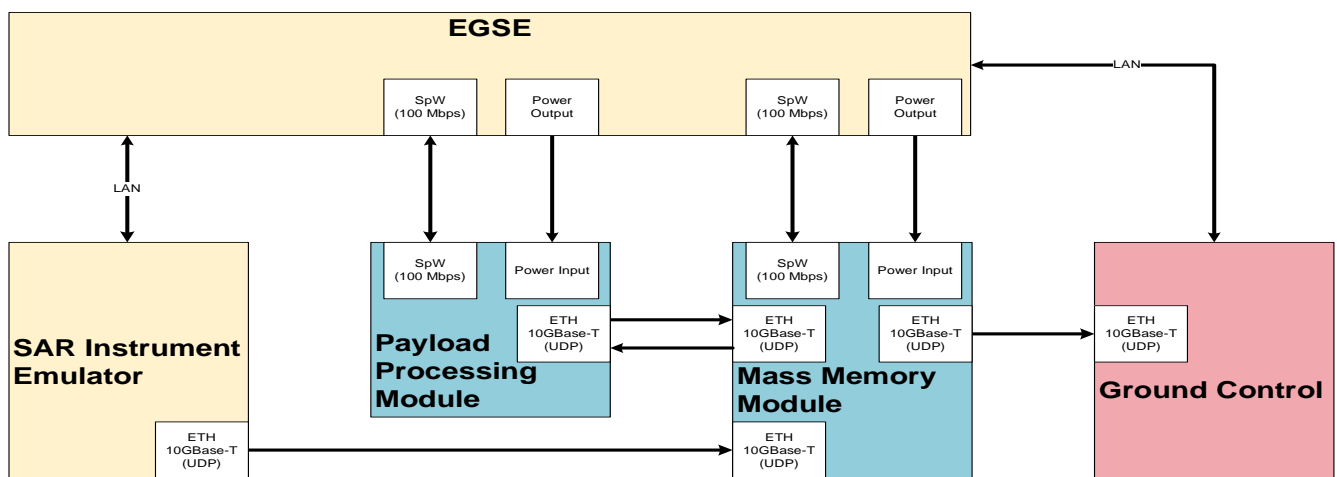 EGSE
LAN
SpW
(100 Mbps)
Power
Output
SpW
(100 Mbps)
Power
Output
LAN
SpW
(100 Mbps)
Power Input
SpW
(100 Mbps)
Power Input
ETH
10GBase-T
(UDP)
ETH
10GBase-T
(UDP)
ETH
10GBase-T
(UDP)
ETH
10GBase-T
(UDP)
SAR Instrument
Emulator
Payload
Processing
Module
Mass Memory
Module
Ground Control
ETH
10GBase-T
(UDP)
ETH
10GBase-T
(UDP)